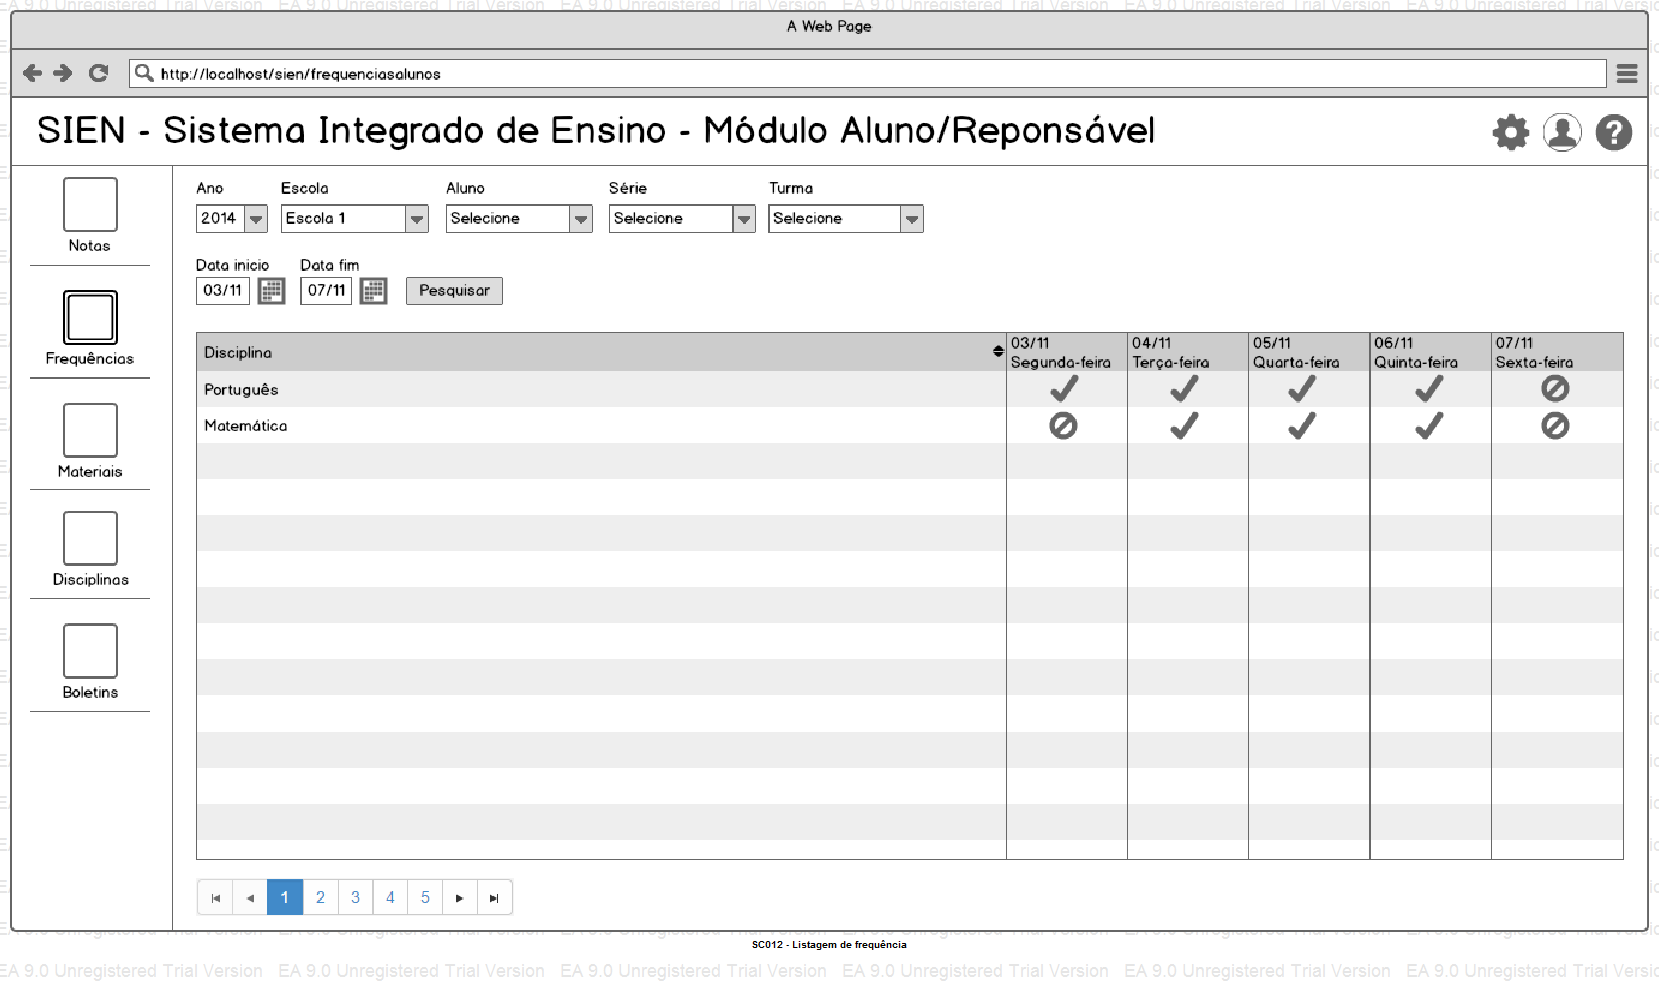 EA 9.0 Unregistered Trial Version EA 9.0 Unregistered Trial Version EA 9.0 Unregistered Trial Version EA 9.0 Unregistered Trial Version EA 9.0 Unregistered Trial Version EA 9.0 Unregistered Trial Versio
A Web Page
http://localhost/sien/frequenciasalunos
SIEN - Sistema Integrado de Ensino - Módulo Aluno/Reponsável
Notas
Frequências
Materiais
Disciplinas
Boletins
Ano Escola Aluno Série Turma
2014 Escola 1 Selecione Selecione Selecione
Data inicio Data fim
03/11 07/11 Pesquisar
Disciplina
03/11 04/11 05/11 06/11 07/11
Segunda-feira Terça-feira Quarta-feira Quinta-feira Sexta-feira
Português
Matemática
1 2 3 4 5
SC012 - Listagem de frequência
EA 9.0 Unregistered Trial Version EA 9.0 Unregistered Trial Version EA 9.0 Unregistered Trial Version EA 9.0 Unregistered Trial Version EA 9.0 Unregistered Trial Version EA 9.0 Unregistered Trial Versio